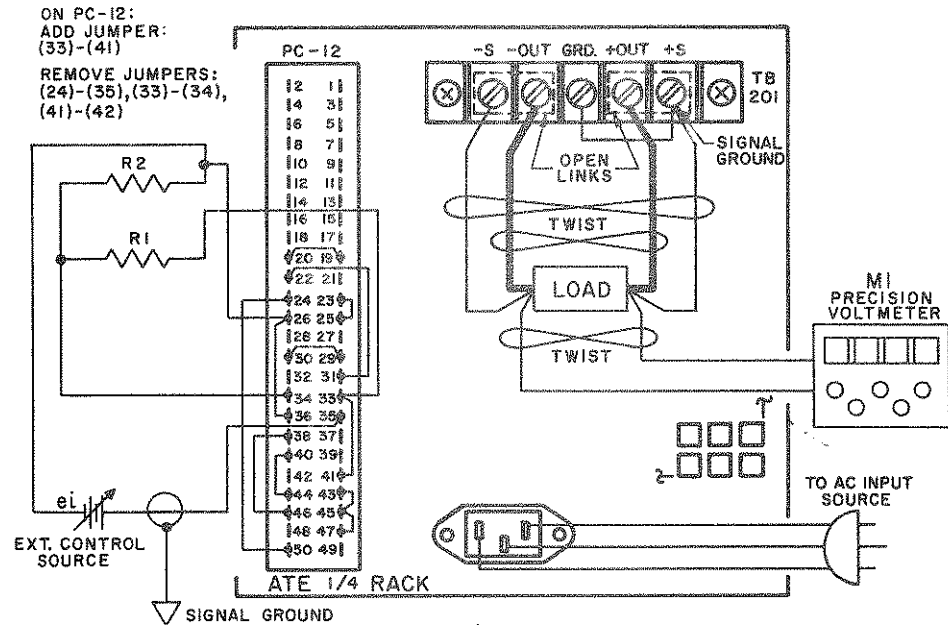 ON PC-12:
ADD JUMPER:
(33)-(41)
REMOVE JUMPERS:
(24)-(35),(33)-(34),
(41)-(42)
PC-12
-S -OUT GRD. +OUT +S
TB
201
SIGNAL
GROUND
OPEN
LINKS
TWIST
TWIST
LOAD
M1
PRECISION
VOLTMETER
R2
R1
2 1
4 3
6 5
8 7
10 9
12 11
14 13
16 15
18 17
20 19
22 21
24 23
26 25
28 27
30 29
32 31
34 33
36 35
38 37
40 39
42 41
44 43
46 45
48 47
50 49
ei
EXT. CONTROL
SOURCE
TO AC INPUT
SOURCE
ATE 1/4 RACK
SIGNAL GROUND